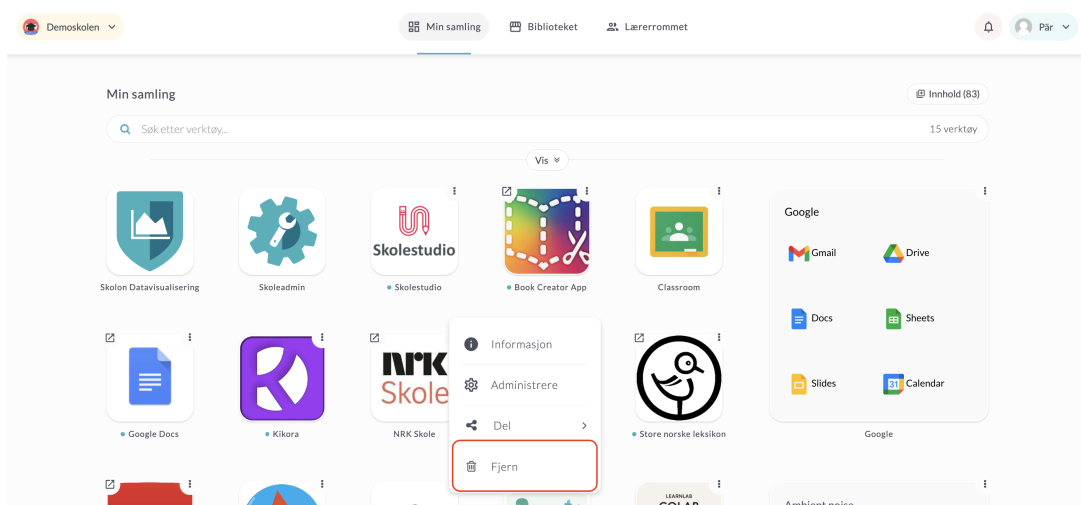 Demoskolen
Min samling
Biblioteket
Lærerrommet
Pär
Min samling
Innhold (83)
Søk etter verktøy...
15 verktøy
Vis
Skolestudio
Skolon Datavisualisering
Skoleadmin
Skolestudio
Book Creator App
Classroom
Google
Gmail
Drive
Docs
Sheets
Slides
31
Calendar
Google
NRK
Skole
Google Docs
Kikora
NRK Skole
Store norske leksikon
Informasjon
Administrere
Del
Fjern
LEARNLAB